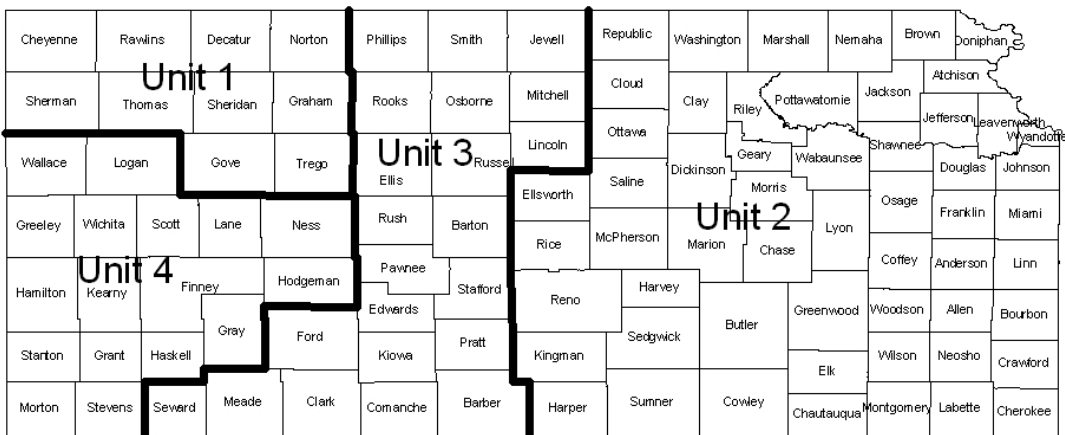 Cheyenne Rawlins Decatur Norton Phillips Smith Jewell Republic Washington Marshall Nemaha Brown Doniphan
Unit 1
Sherman Thomas Sheridan Graham Rooks Osborne Mitchell Cloud Clay Riley Pottawatomie Jackson Atchison
Jefferson Leavenworth Wyandotte
Wallace Logan Gove Trego Unit 3 Lincoln Ottawa Shawnee
Ellis Russell Dickinson Geary Wabaunsee Douglas Johnson
Ellsworth Saline Morris
Greeley Wichita Scott Lane Ness Rush Barton Unit 2 Lyon Osage Franklin Miami
Rice McPherson Marion Chase
Unit 4 Pawnee Coffey Anderson Linn
Hamilton Kearny Finney Hodgeman Stafford Reno Harvey
Gray Edwards Butler Greenwood Woodson Allen Bourbon
Stanton Grant Haskell Ford Kiowa Pratt Kingman Sedgwick Elk Wilson Neosho Crawford
Morton Stevens Seward Meade Clark Comanche Barber Harper Sumner Cowley Chautauqua Montgomery Labette Cherokee